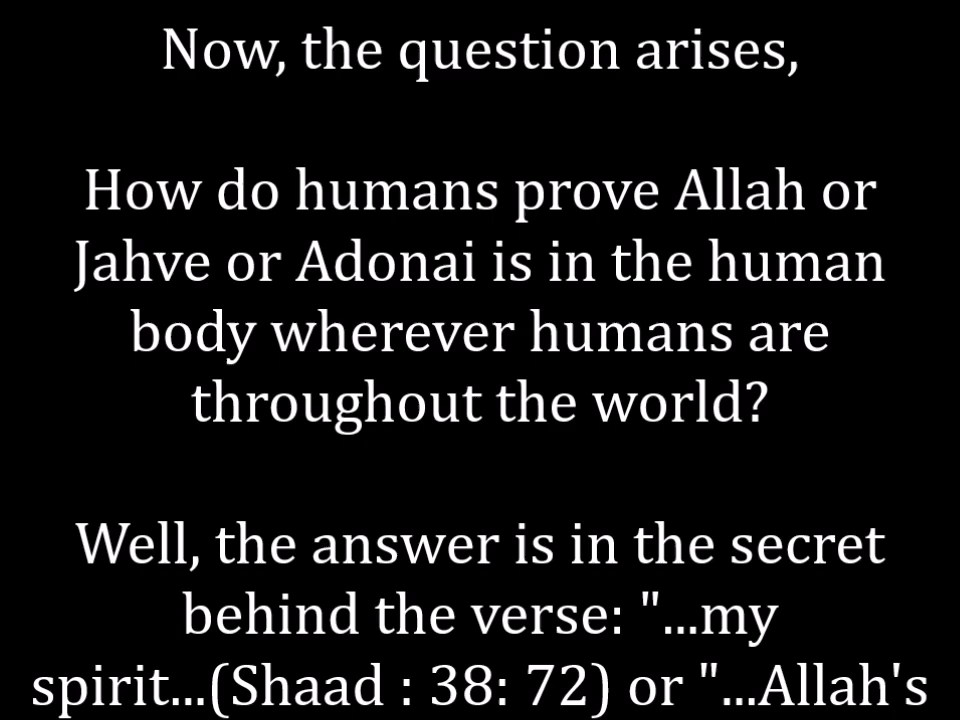 Now, the question arises,
How do humans prove Allah or
Jahve or Adonai is in the human
body wherever humans are
throughout the world?
Well, the answer is in the secret
behind the verse: "...my
spirit...(Shaad : 38: 72) or "...Allah's